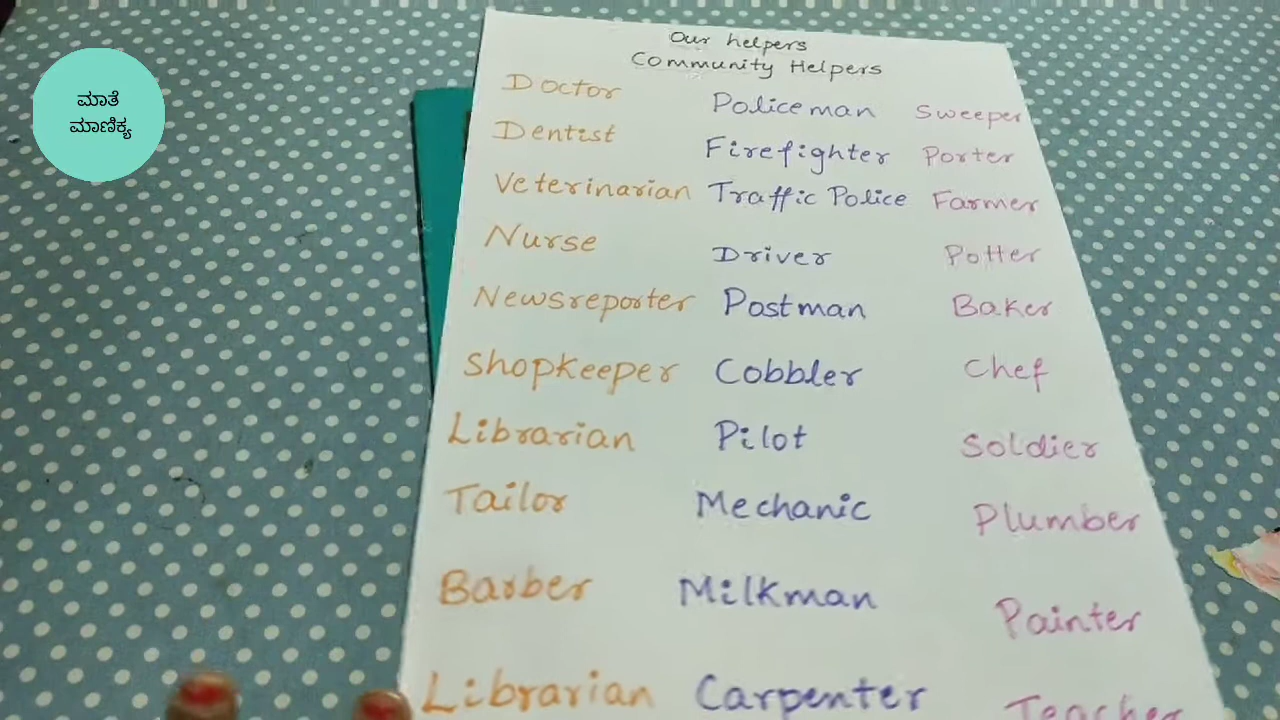 ಮಾತೆ
ಮಾಣಿಕ್ಯ
Our helpers
Community Helpers
Doctor Policeman Sweeper
Dentist Firefighter Porter
Veterinarian Traffic Police Farmer
Nurse Driver Potter
Newsreporter Postman Baker
Shopkeeper Cobbler Chef
Librarian Pilot Soldier
Tailor Mechanic Plumber
Barber Milkman Painter
Librarian Carpenter Teacher